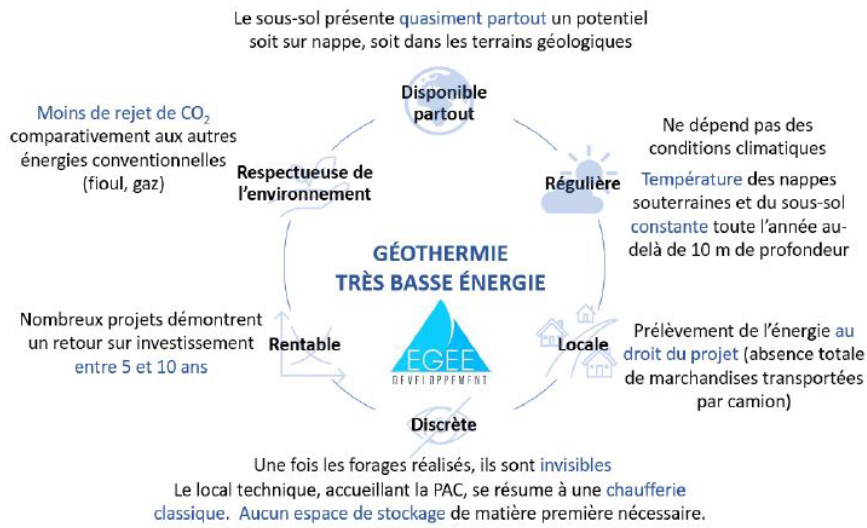 Le sous-sol présente quasiment partout un potentiel
soit sur nappe, soit dans les terrains géologiques
Disponible
partout
Moins de rejet de CO₂
comparativement aux autres
énergies conventionnelles
(fioul, gaz)
Respectueuse de
l'environnement
Régulière
Ne dépend pas des
conditions climatiques
Température des nappes
souterraines et du sous-sol
constante toute l'année au-
delà de 10 m de profondeur
GÉOTHERMIE
TRÈS BASSE ÉNERGIE
EGEE
DEVELOPPEMENT
Nombreux projets démontrent
un retour sur investissement
entre 5 et 10 ans
Rentable
Locale
Prélèvement de l'énergie au
droit du projet (absence totale
de marchandises transportées
par camion)
Discrète
Une fois les forages réalisés, ils sont invisibles
Le local technique, accueillant la PAC, se résume à une chaufferie
classique. Aucun espace de stockage de matière première nécessaire.